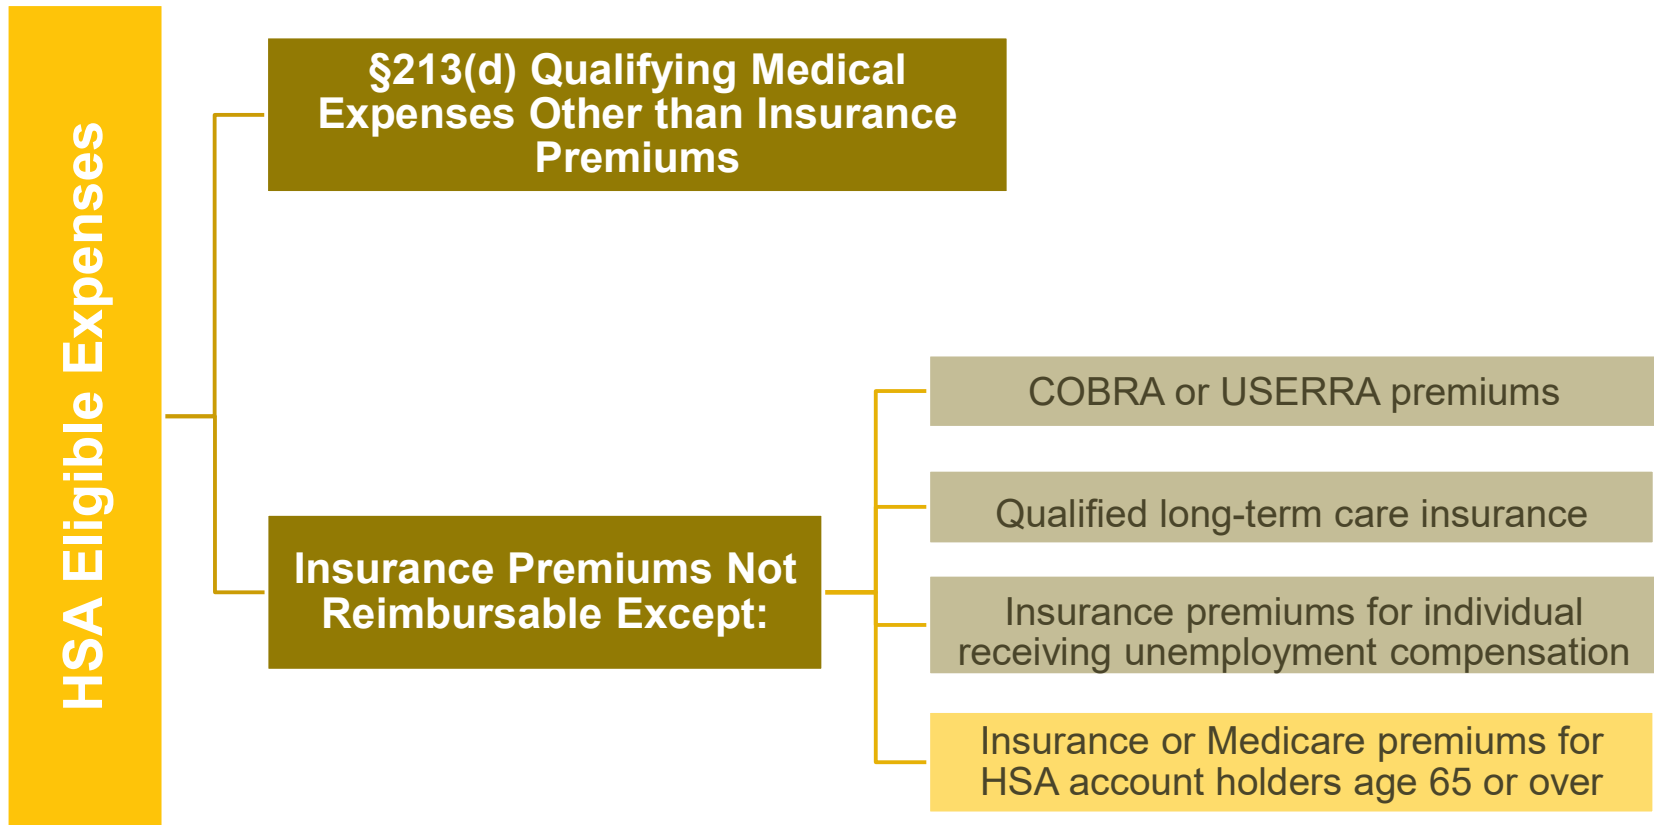 HSA Eligible Expenses
§213(d) Qualifying Medical
Expenses Other than Insurance
Premiums
Insurance Premiums Not
Reimbursable Except:
COBRA or USERRA premiums
Qualified long-term care insurance
Insurance premiums for individual
receiving unemployment compensation
Insurance or Medicare premiums for
HSA account holders age 65 or over